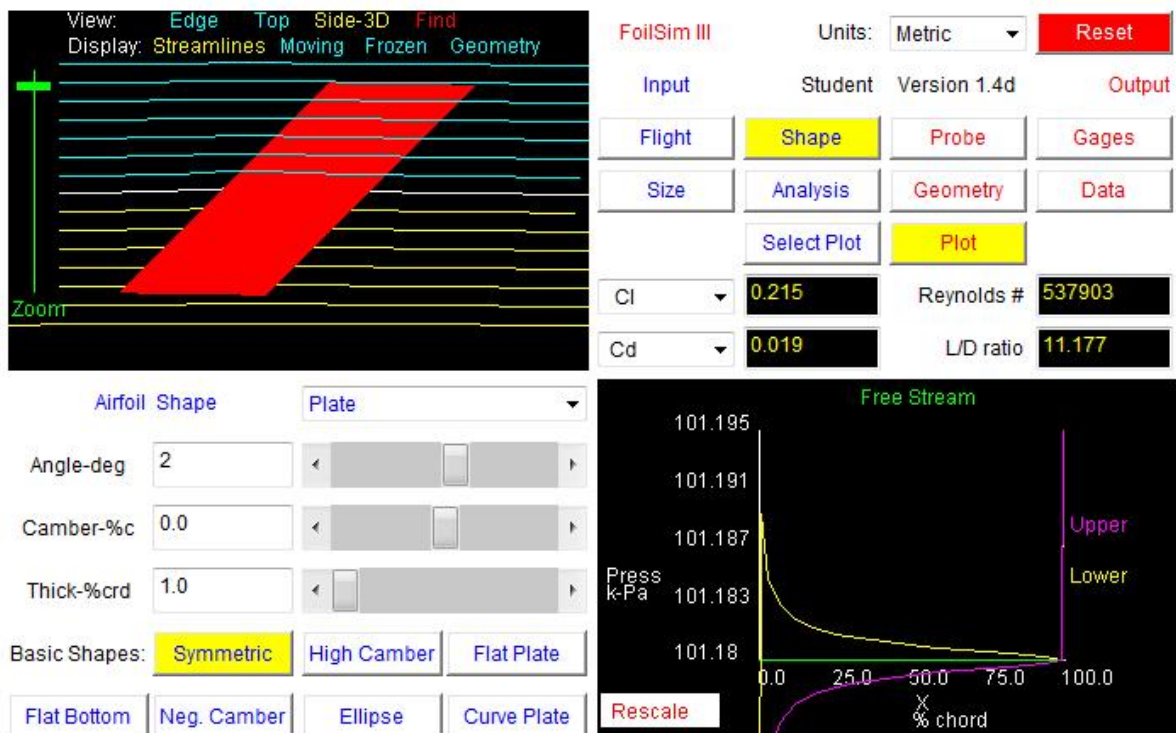 View: Edge Top Side-3D Find
Display: Streamlines Moving Frozen Geometry
Zoom
FoilSim III Units: Metric Reset
Input Student Version 1.4d Output
Flight Shape Probe Gages
Size Analysis Geometry Data
Select Plot Plot
Cl 0.215 Reynolds # 537903
Cd 0.019 L/D ratio 11.177
Airfoil Shape Plate
Angle-deg 2
Camber-%c 0.0
Thick-%crd 1.0
Basic Shapes: Symmetric High Camber Flat Plate
Flat Bottom Neg. Camber Ellipse Curve Plate
Free Stream
101.195
101.191
101.187
Upper
Press
k-Pa
101.183
Lower
101.18
0.0 25.0 50.0 75.0 100.0
X
% chord
Rescale